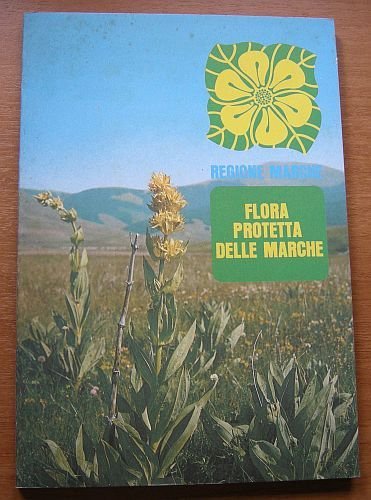 REGIONE MARCHE
FLORA
PROTETTA
DELLE MARCHE